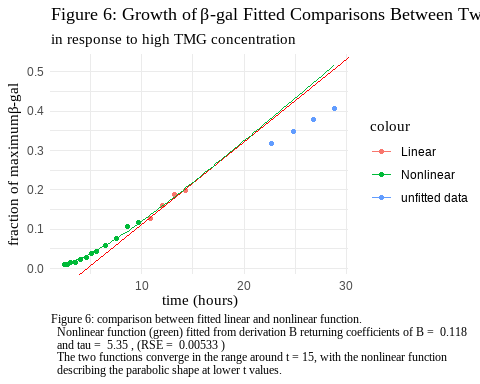 Figure 6: Growth of β-gal Fitted Comparisons Between Tw
in response to high TMG concentration
fraction of maximumβ-gal
0.5
0.4
0.3
0.2
0.1
0.0
10
20
30
time (hours)
colour
Linear
Nonlinear
unfitted data
Figure 6: comparison between fitted linear and nonlinear function.
Nonlinear function (green) fitted from derivation B returning coefficients of B = 0.118
and tau = 5.35 , (RSE = 0.00533 )
The two functions converge in the range around t = 15, with the nonlinear function
describing the parabolic shape at lower t values.